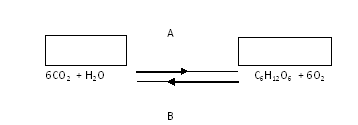 A
6CO₂ + H₂O
C₆H₁₂O₆ + 6O₂
B